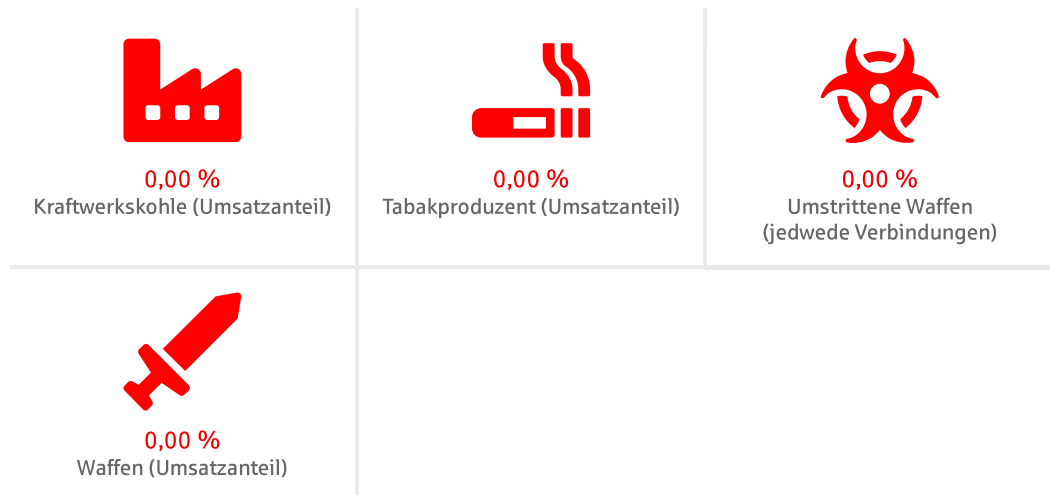 0,00 %
Kraftwerkskohle (Umsatzanteil)
0,00 %
Tabakproduzent (Umsatzanteil)
0,00 %
Umstrittene Waffen
(jedwede Verbindungen)
0,00 %
Waffen (Umsatzanteil)